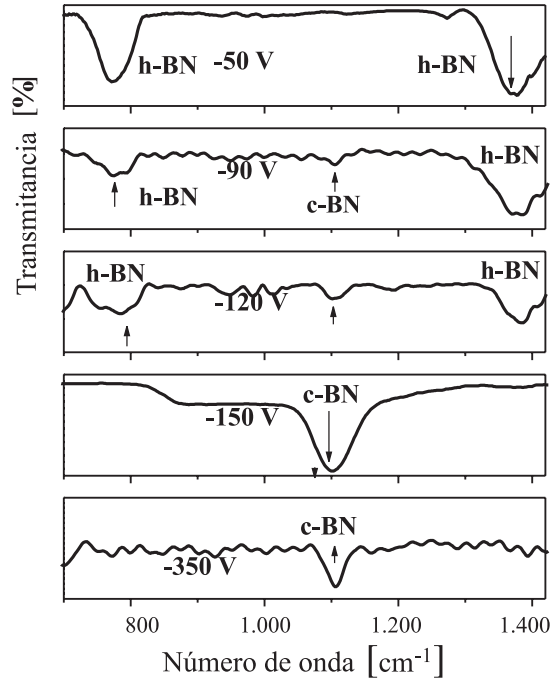 Transmitancia [%]
h-BN
-50 V
h-BN
h-BN
-90 V
c-BN
h-BN
h-BN
-120 V
h-BN
c-BN
-150 V
c-BN
-350 V
800
1.000
1.200
1.400
Número de onda [cm-1]